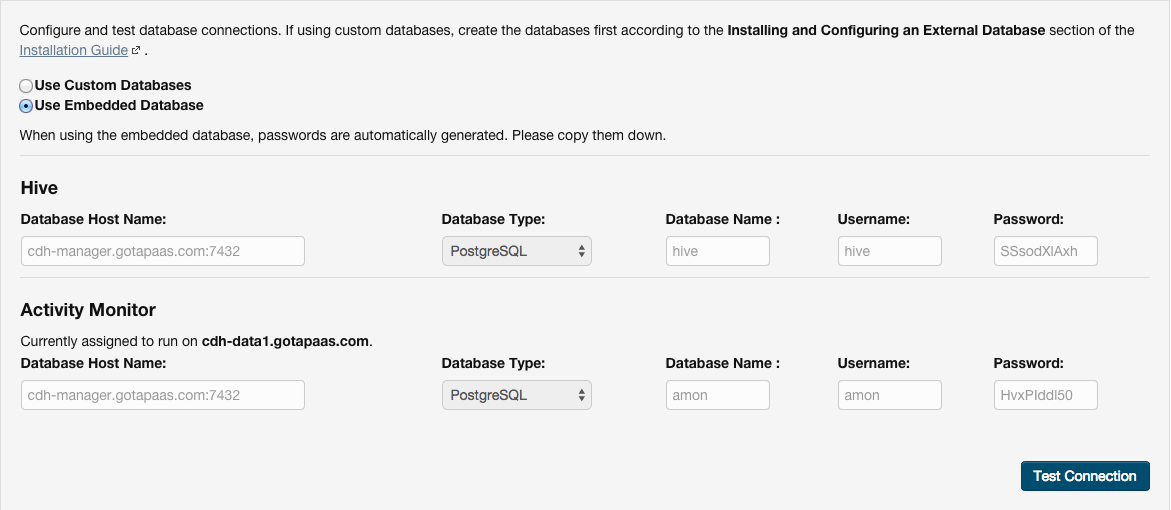 Configure and test database connections. If using custom databases, create the databases first according to the Installing and Configuring an External Database section of the
Installation Guide .
Use Custom Databases
Use Embedded Database
When using the embedded database, passwords are automatically generated. Please copy them down.
Hive
Database Host Name: Database Type: Database Name : Username: Password:
cdh-manager.gotapaas.com:7432 PostgreSQL hive hive SSsodXlAxh
Activity Monitor
Currently assigned to run on cdh-data1.gotapaas.com.
Database Host Name: Database Type: Database Name : Username: Password:
cdh-manager.gotapaas.com:7432 PostgreSQL amon amon HvxPIddI50
Test Connection